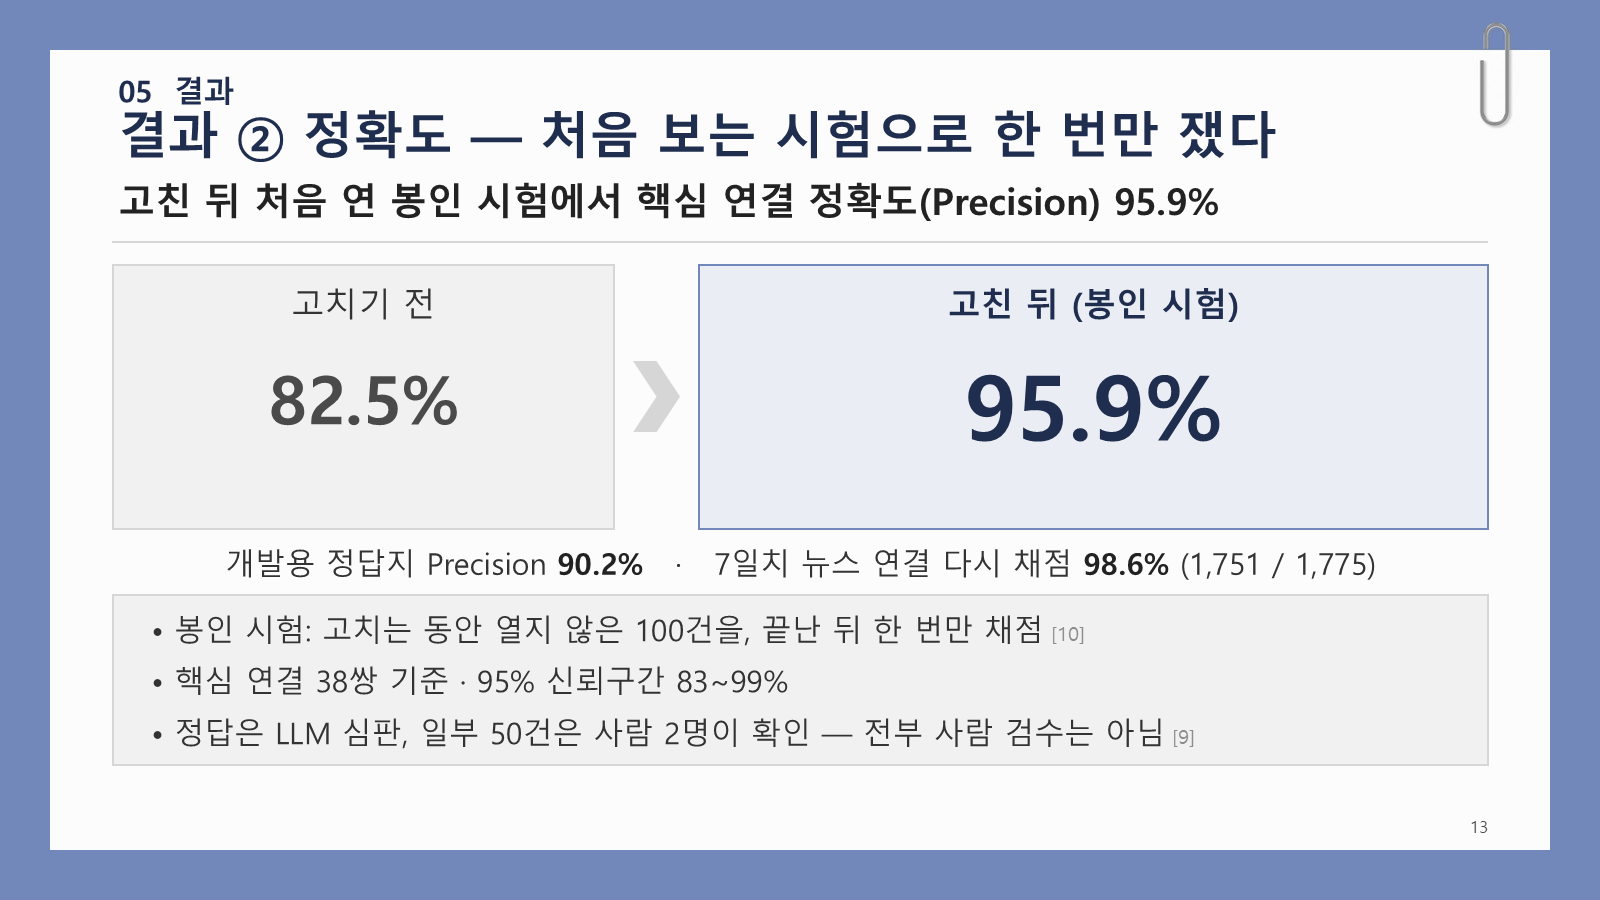 05 결과
결과 ② 정확도 — 처음 보는 시험으로 한 번만 쟀다
고친 뒤 처음 연 봉인 시험에서 핵심 연결 정확도(Precision) 95.9%
고치기 전
82.5%
고친 뒤 (봉인 시험)
95.9%
개발용 정답지 Precision 90.2% · 7일치 뉴스 연결 다시 채점 98.6% (1,751 / 1,775)
• 봉인 시험: 고치는 동안 열지 않은 100건을, 끝난 뒤 한 번만 채점 [10]
• 핵심 연결 38쌍 기준 · 95% 신뢰구간 83~99%
• 정답은 LLM 심판, 일부 50건은 사람 2명이 확인 — 전부 사람 검수는 아님 [9]
13